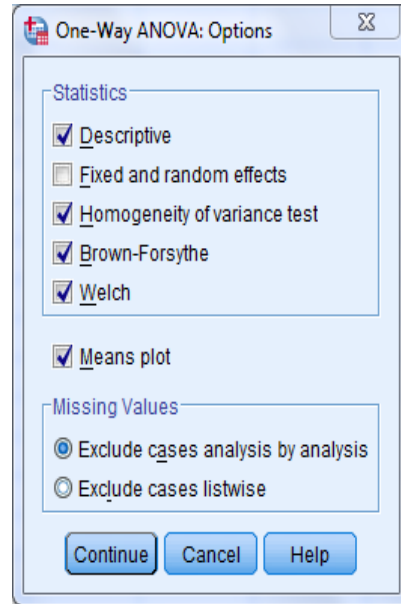 One-Way ANOVA: Options
Statistics
Descriptive
Fixed and random effects
Homogeneity of variance test
Brown-Forsythe
Welch
Means plot
Missing Values
Exclude cases analysis by analysis
Exclude cases listwise
Continue Cancel Help